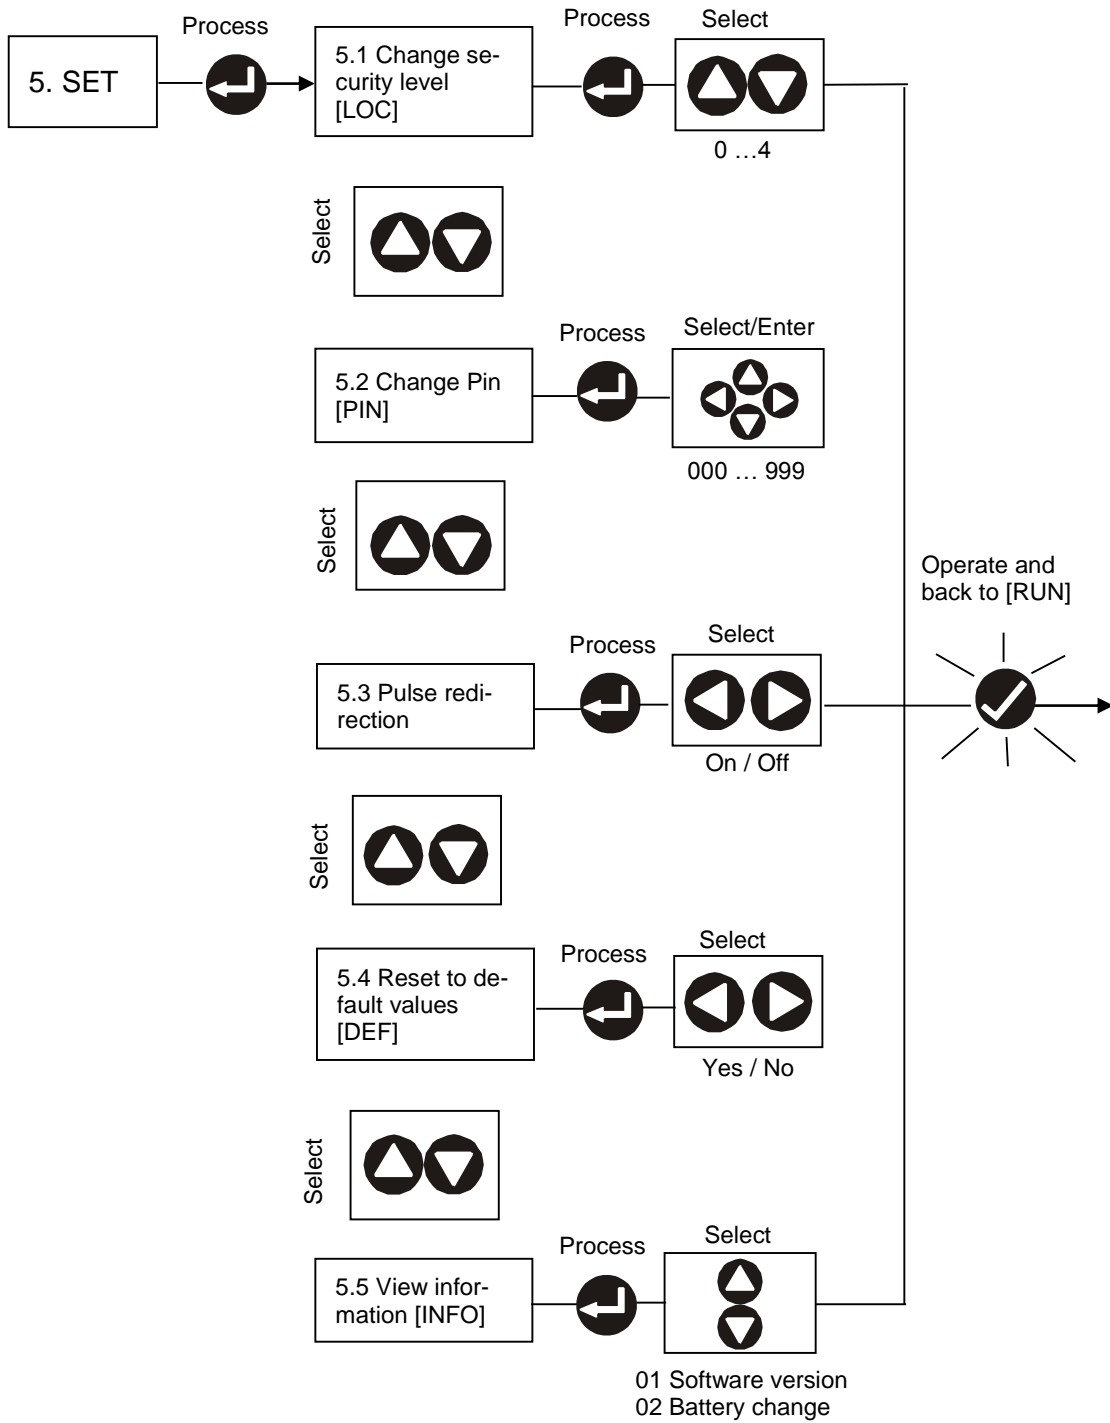 Process
Process
Select
5. SET
5.1 Change se-
curity level
[LOC]
0 …4
Select
Process
Select/Enter
5.2 Change Pin
[PIN]
000 … 999
Select
Operate and
back to [RUN]
Process
Select
5.3 Pulse redi-
rection
On / Off
Select
Process
Select
5.4 Reset to de-
fault values
[DEF]
Yes / No
Select
Process
Select
5.5 View infor-
mation [INFO]
01 Software version
02 Battery change